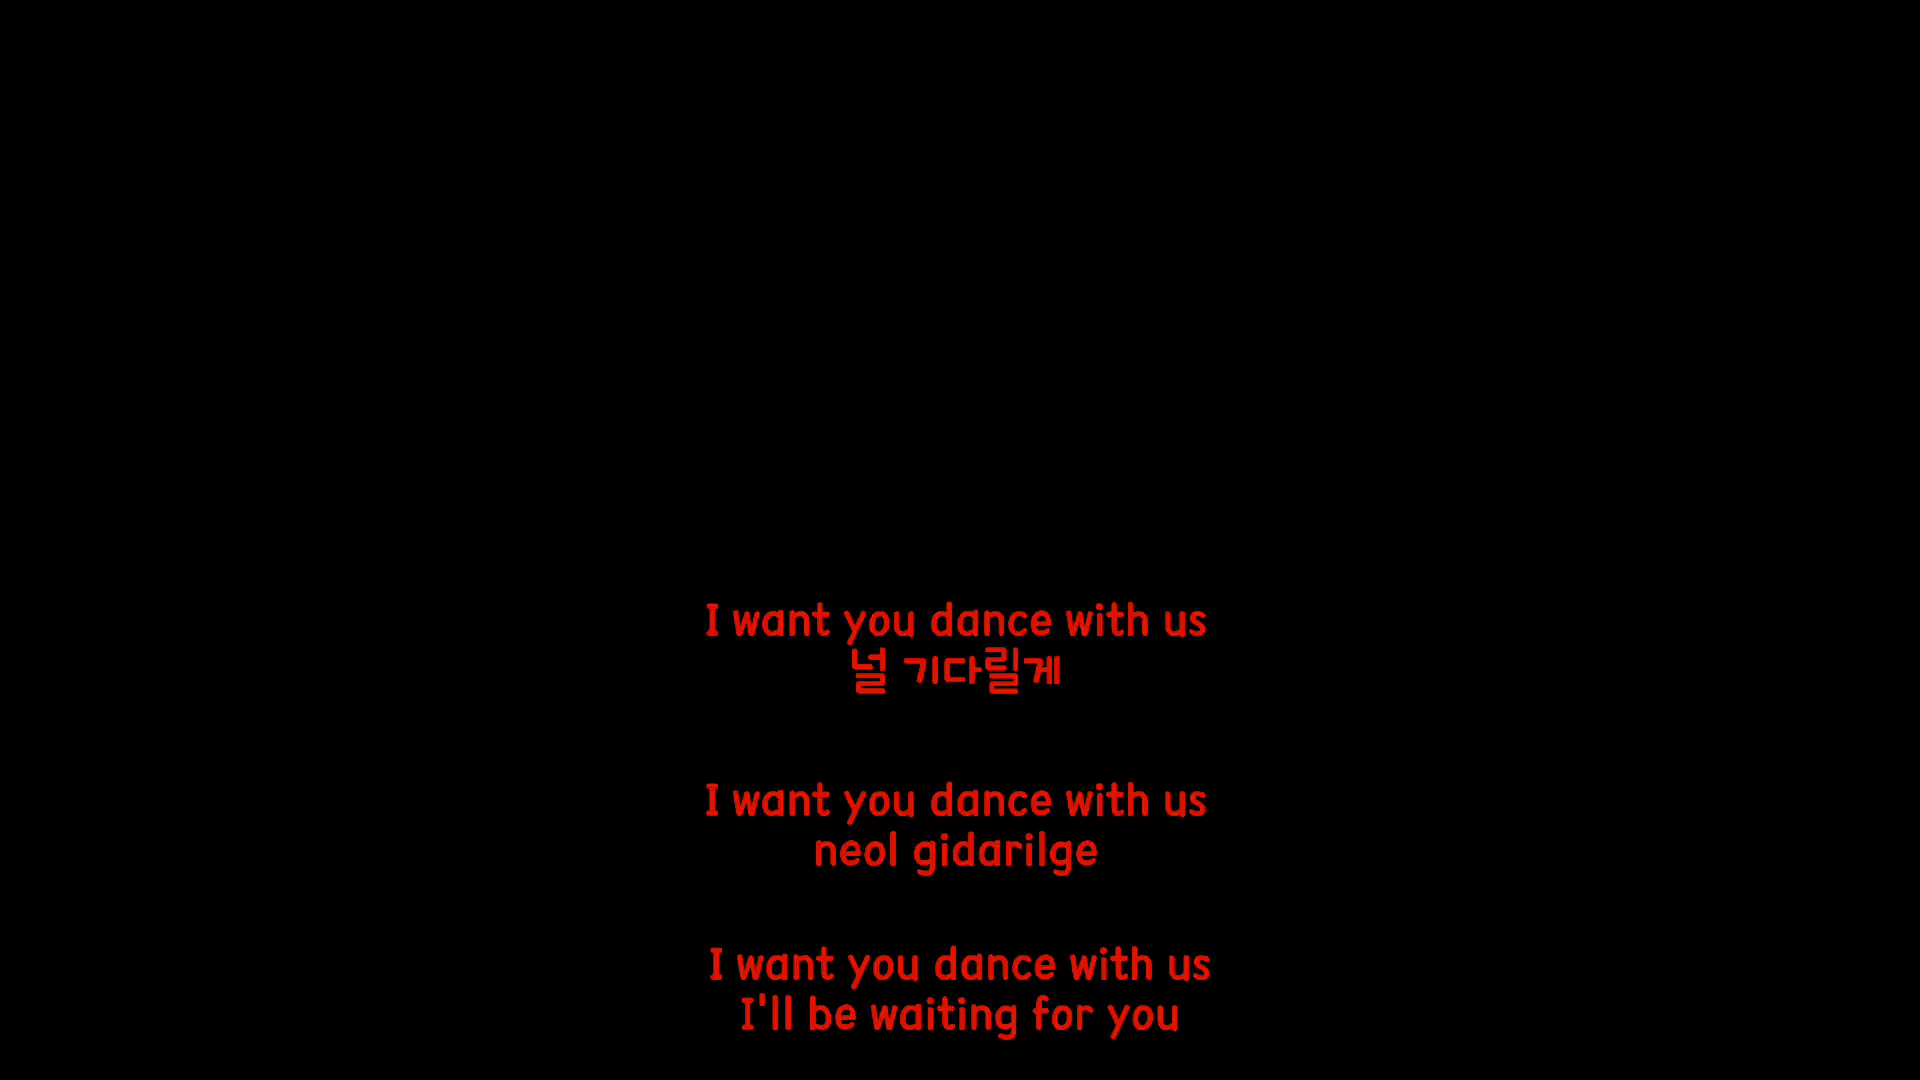 I want you dance with us
널 기다릴게
I want you dance with us
neol gidarilge
I want you dance with us
I'll be waiting for you